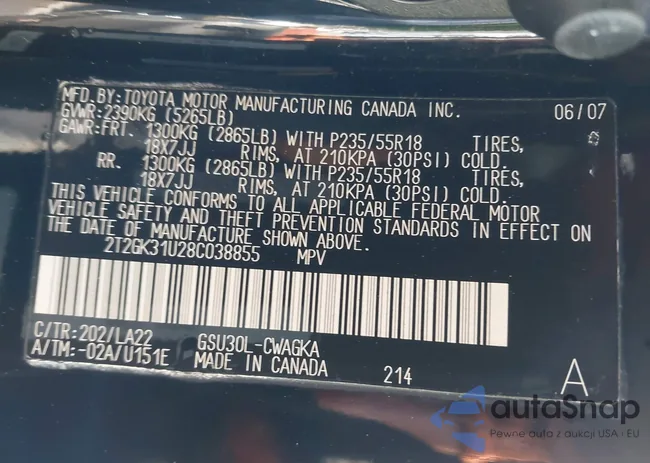 MFD.BY:TOYOTA MOTOR MANUFACTURING CANADA INC. 06/07
GVWR:2390KG (5265LB)
GAWR:FRT. 1300KG (2865LB) WITH P235/55R18 TIRES,
18X7JJ RIMS, AT 210KPA (30PSI) COLD.
RR. 1300KG (2865LB) WITH P235/55R18 TIRES,
18X7JJ RIMS, AT 210KPA (30PSI) COLD.
THIS VEHICLE CONFORMS TO ALL APPLICABLE FEDERAL MOTOR
VEHICLE SAFETY AND THEFT PREVENTION STANDARDS IN EFFECT ON
THE DATE OF MANUFACTURE SHOWN ABOVE.
2T2GK31U28C038855 MPV
C/TR:202/LA22 GSU30L-CWAGKA
A/TM:-02A/U151E MADE IN CANADA 214 A
autaSnap
Pewne auta z aukcji USA i EU